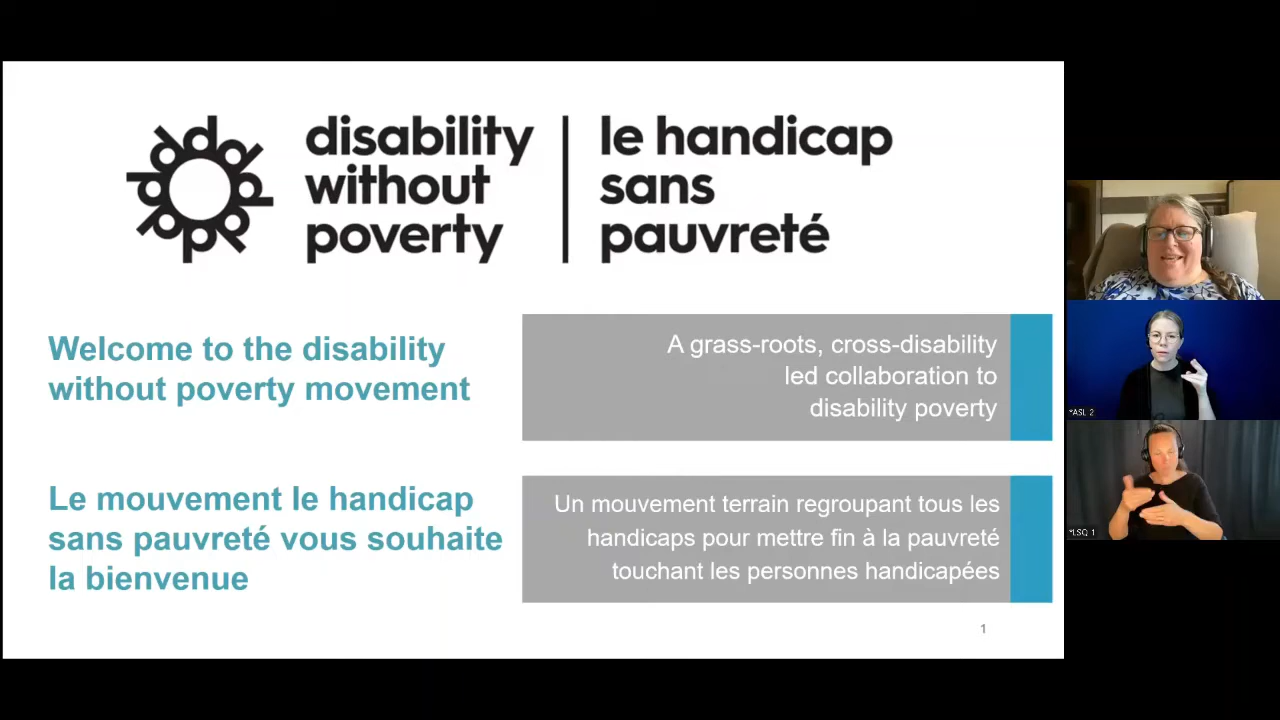 disability
without
poverty
le handicap
sans
pauvreté
Welcome to the disability
without poverty movement
A grass-roots, cross-disability
led collaboration to
disability poverty
Le mouvement le handicap
sans pauvreté vous souhaite
la bienvenue
Un mouvement terrain regroupant tous les
handicaps pour mettre fin à la pauvreté
touchant les personnes handicapées
1
*ASL 2
*LSQ 1